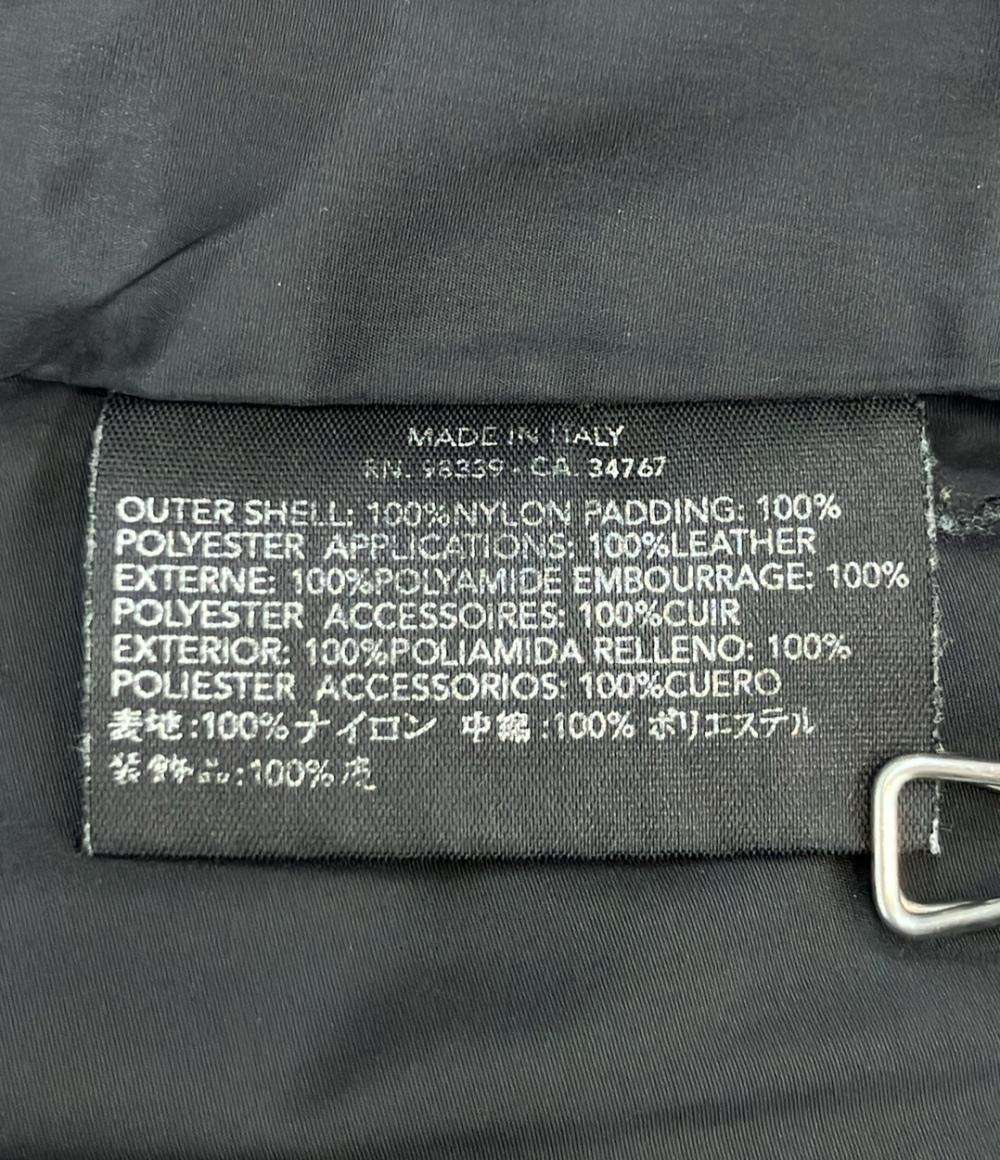 MADE IN ITALY
RN. 98339 - CA. 34767
OUTER SHELL: 100%NYLON PADDING: 100%
POLYESTER APPLICATIONS: 100%LEATHER
EXTERNE: 100%POLYAMIDE EMBOURRAGE: 100%
POLYESTER ACCESSOIRES: 100%CUIR
EXTERIOR: 100%POLIAMIDA RELLENO: 100%
POLIESTER ACCESSORIOS: 100%CUERO
表地:100%ナイロン 中綿:100% ポリエステル
装飾品:100%皮